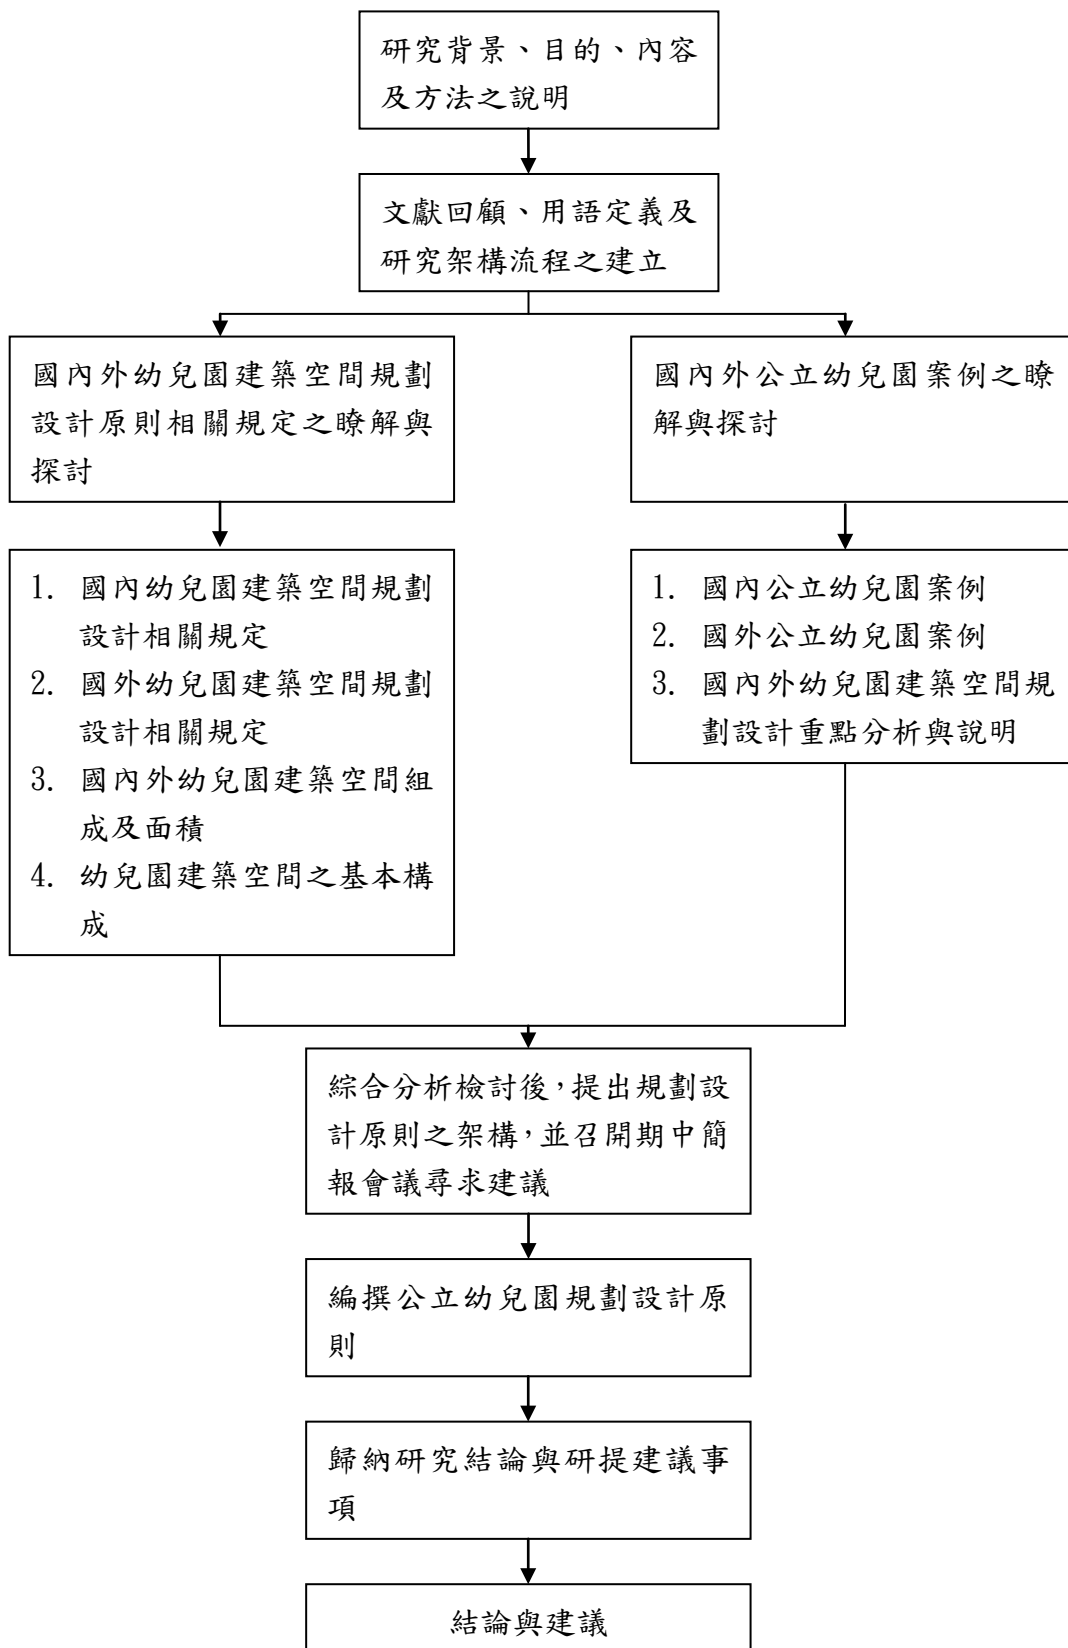 研究背景、目的、內容
及方法之說明
文獻回顧、用語定義及
研究架構流程之建立
國內外幼兒園建築空間規劃
設計原則相關規定之瞭解與
探討
國內外公立幼兒園案例之瞭
解與探討
1. 國內幼兒園建築空間規劃
設計相關規定
2. 國外幼兒園建築空間規劃
設計相關規定
3. 國內外幼兒園建築空間組
成及面積
4. 幼兒園建築空間之基本構
成
1. 國內公立幼兒園案例
2. 國外公立幼兒園案例
3. 國內外幼兒園建築空間規
劃設計重點分析與說明
綜合分析檢討後，提出規劃設
計原則之架構，並召開期中簡
報會議尋求建議
編撰公立幼兒園規劃設計原
則
歸納研究結論與研提建議事
項
結論與建議